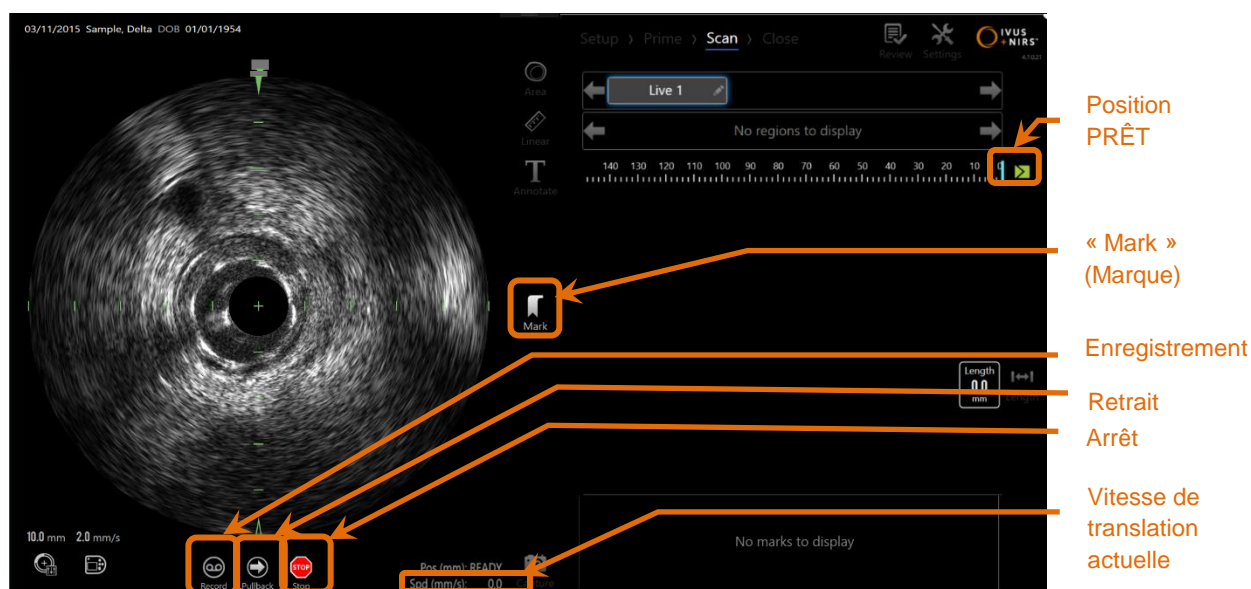 03/11/2015 Sample, Delta DOB 01/01/1954
Setup › Prime › Scan › Close
Review
Settings
IVUS
+NIRS™
Area
Live 1
Linear
No regions to display
140 130 120 110 100 90 80 70 60 50 40 30 20 10 0
Annotate
Position
PRÊT
Mark
« Mark »
(Marque)
Enregistrement
Length
0.0
mm
Length
Retrait
Arrêt
Vitesse de
translation
actuelle
10.0 mm 2.0 mm/s
No marks to display
Record
Pullback
STOP
Stop
Pos (mm): READY
Spd (mm/s): 0.0
Capture